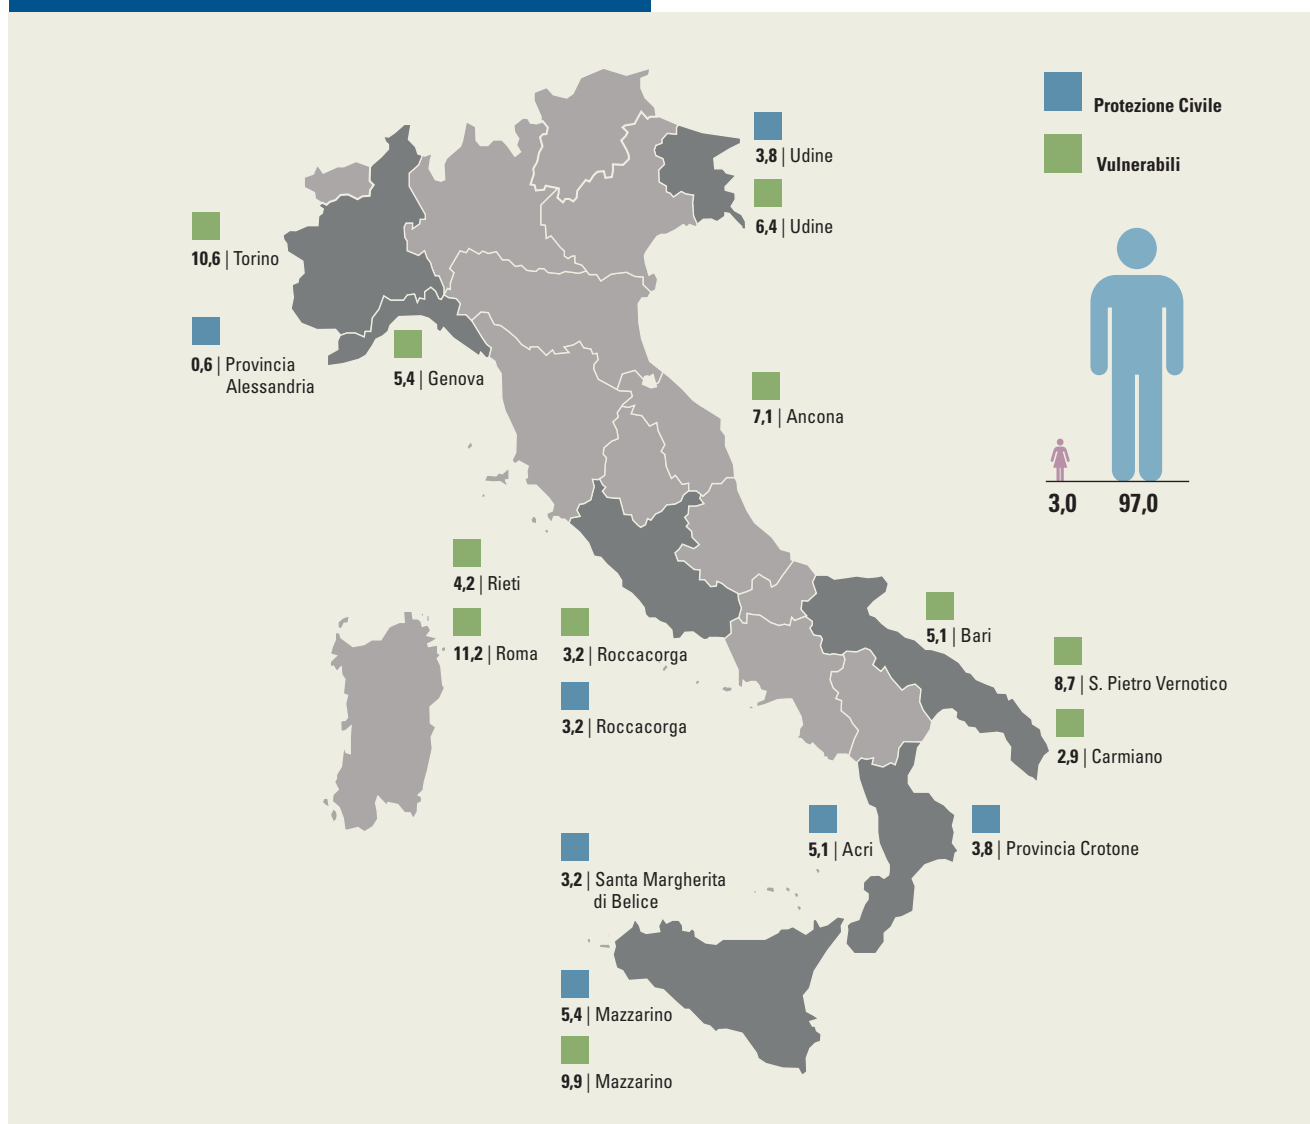 Protezione Civile
Vulnerabili
3,8 | Udine
6,4 | Udine
10,6 | Torino
0,6 | Provincia
Alessandria
5,4 | Genova
7,1 | Ancona
3,0 97,0
4,2 | Rieti
11,2 | Roma
3,2 | Roccacorga
3,2 | Roccacorga
5,1 | Bari
8,7 | S. Pietro Vernotico
2,9 | Carmiano
5,1 | Acri
3,8 | Provincia Crotone
3,2 | Santa Margherita
di Belice
5,4 | Mazzarino
9,9 | Mazzarino